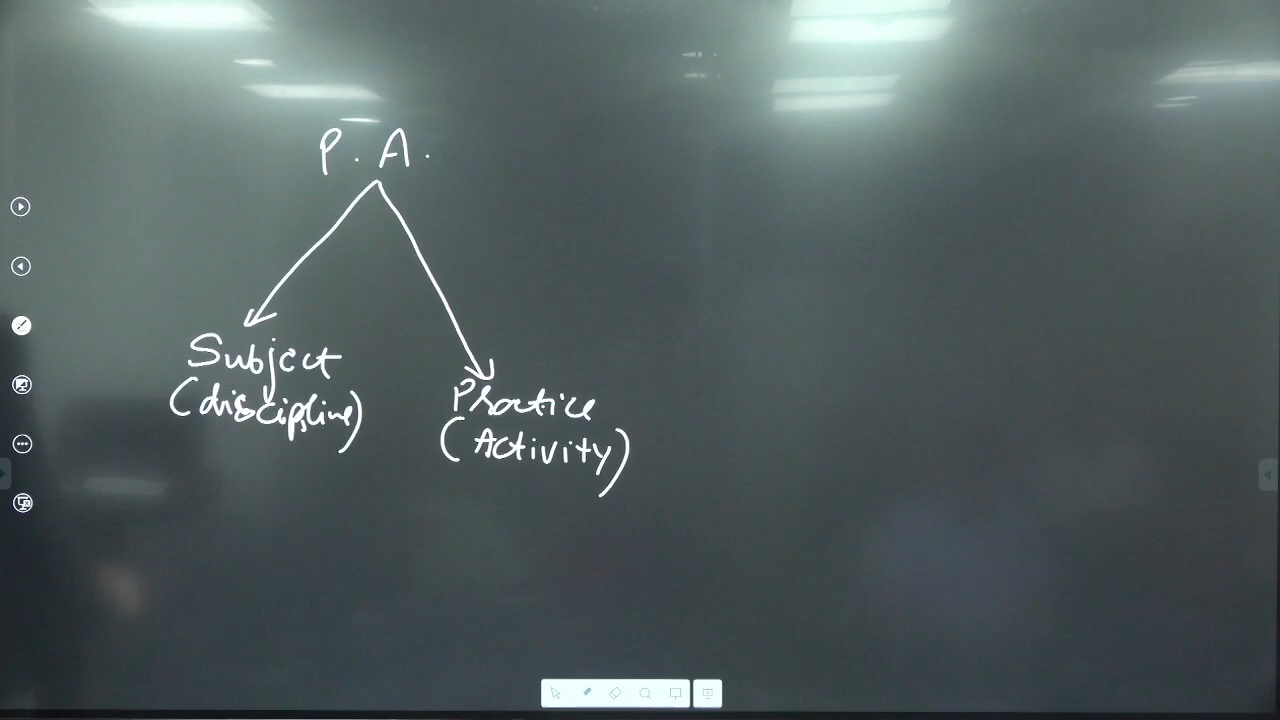 P. A.
Subject
(discipline)
Practice
(Activity)